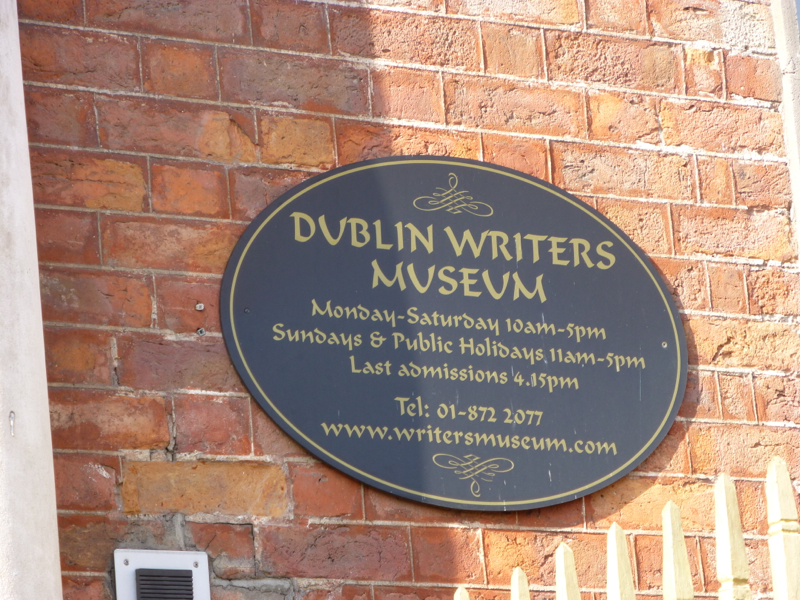 DUBLIN WRITERS
MUSEUM
Monday-Saturday 10am-5pm
Sundays & Public Holidays 11am-5pm
Last admissions 4.15pm
Tel: 01-872 2077
www.writersmuseum.com